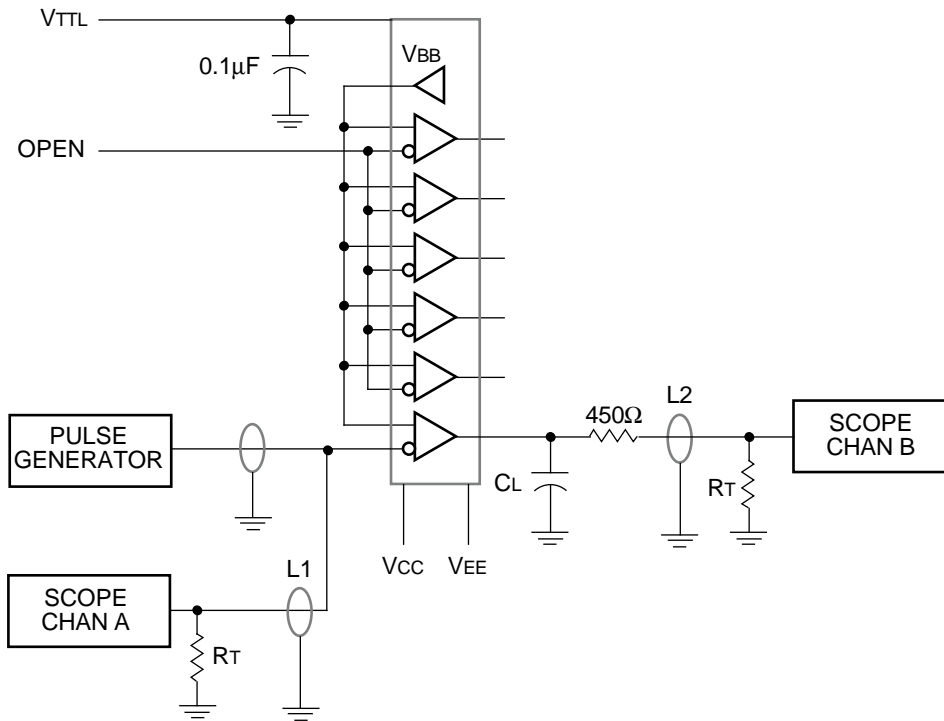 VTTL
VBB
0.1μF
OPEN
450Ω
L2
PULSE
GENERATOR
SCOPE
CHAN B
CL
RT
VCC
VEE
L1
SCOPE
CHAN A
RT